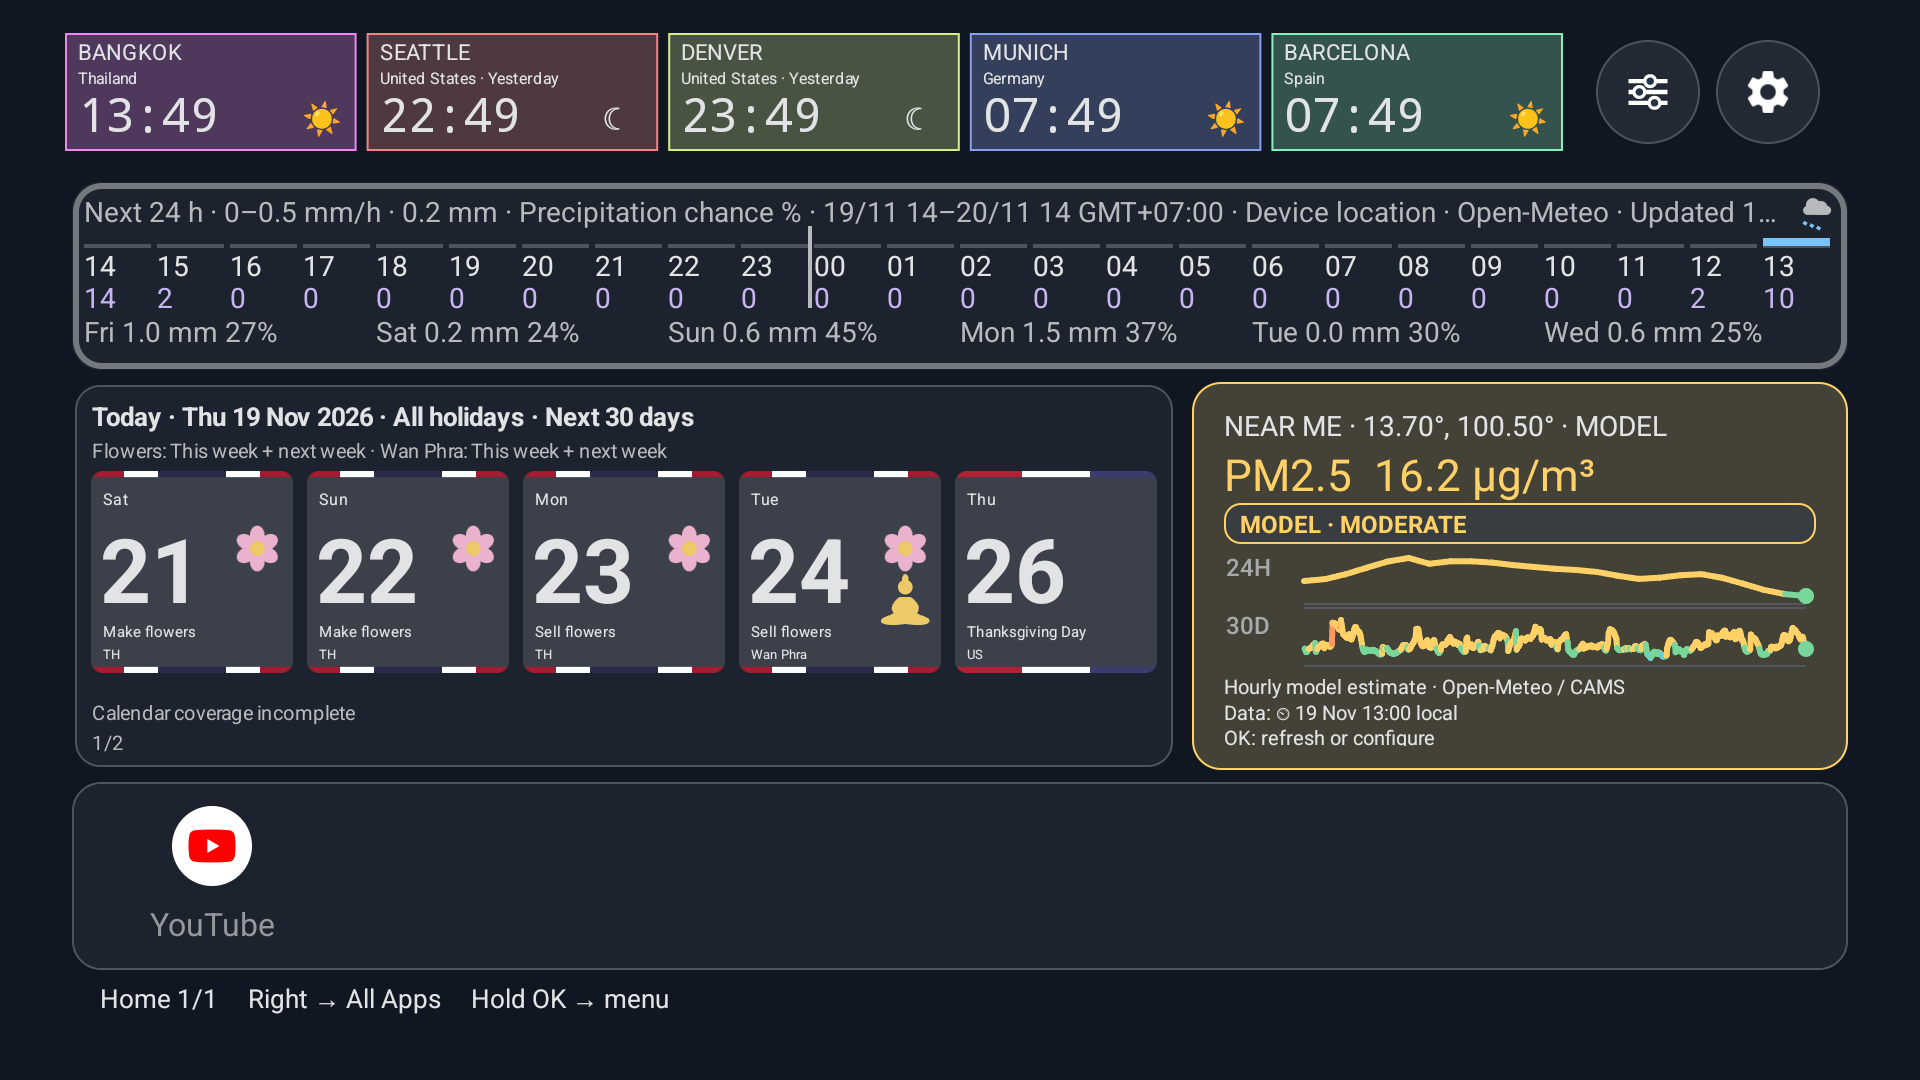 BANGKOK
Thailand
13:49
SEATTLE
United States · Yesterday
22:49
DENVER
United States · Yesterday
23:49
MUNICH
Germany
07:49
BARCELONA
Spain
07:49
Next 24 h · 0–0.5 mm/h · 0.2 mm · Precipitation chance % · 19/11 14–20/11 14 GMT+07:00 · Device location · Open-Meteo · Updated 1…
14 15 16 17 18 19 20 21 22 23 00 01 02 03 04 05 06 07 08 09 10 11 12 13
14 2 0 0 0 0 0 0 0 0 0 0 0 0 0 0 0 0 0 0 0 0 2 10
Fri 1.0 mm 27% Sat 0.2 mm 24% Sun 0.6 mm 45% Mon 1.5 mm 37% Tue 0.0 mm 30% Wed 0.6 mm 25%
Today · Thu 19 Nov 2026 · All holidays · Next 30 days
Flowers: This week + next week · Wan Phra: This week + next week
Sat
21
Make flowers
TH
Sun
22
Make flowers
TH
Mon
23
Sell flowers
TH
Tue
24
Sell flowers
Wan Phra
Thu
26
Thanksgiving Day
US
Calendar coverage incomplete
1/2
NEAR ME · 13.70°, 100.50° · MODEL
PM2.5 16.2 µg/m³
MODEL · MODERATE
24H
30D
Hourly model estimate · Open-Meteo / CAMS
Data: ⏲ 19 Nov 13:00 local
OK: refresh or configure
YouTube
Home 1/1 Right → All Apps Hold OK → menu